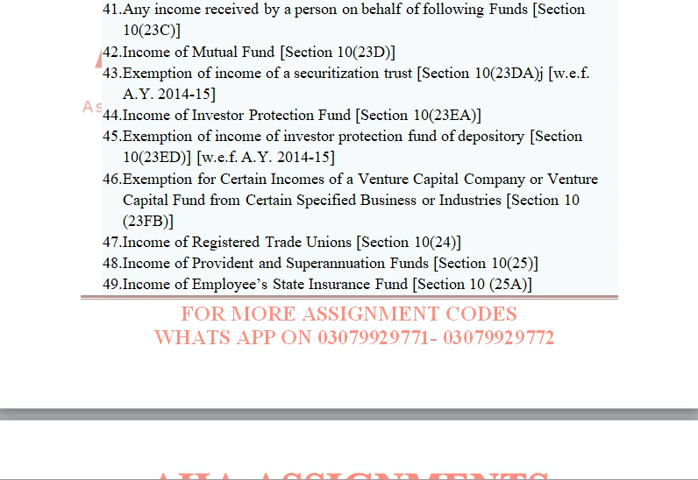 41.Any income received by a person on behalf of following Funds [Section
10(23C)]
42.Income of Mutual Fund [Section 10(23D)]
43.Exemption of income of a securitization trust [Section 10(23DA)j [w.e.f.
A.Y. 2014-15]
As
44.Income of Investor Protection Fund [Section 10(23EA)]
45.Exemption of income of investor protection fund of depository [Section
10(23ED)] [w.e.f. A.Y. 2014-15]
46.Exemption for Certain Incomes of a Venture Capital Company or Venture
Capital Fund from Certain Specified Business or Industries [Section 10
(23FB)]
47.Income of Registered Trade Unions [Section 10(24)]
48.Income of Provident and Superannuation Funds [Section 10(25)]
49.Income of Employee's State Insurance Fund [Section 10 (25A)]
FOR MORE ASSIGNMENT CODES
WHATS APP ON 03079929771- 03079929772
ASSIGNMENTS